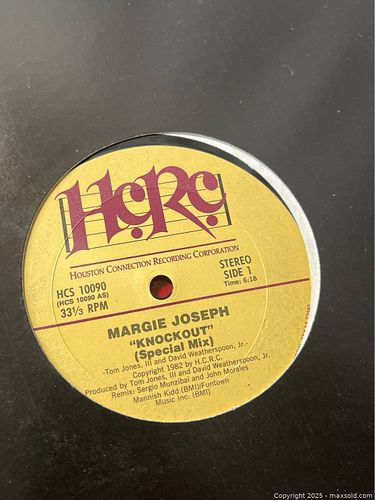 HCRC
HOUSTON CONNECTION RECORDING CORPORATION
HCS 10090
(HCS 10090 AS)
33⅓ RPM
STEREO
SIDE 1
Time: 6:18
MARGIE JOSEPH
"KNOCKOUT"
(Special Mix)
-Tom Jones, III and David Weatherspoon, Jr.-
Copyright 1982 by H.C.R.C.
Produced by Tom Jones, III and David Weatherspoon, Jr.
Remix: Sergio Munzibai and John Morales
Mannish Kidd (BMI)/Funtown
Music Inc. (BMI)
Copyright 2025 - maxsold.com